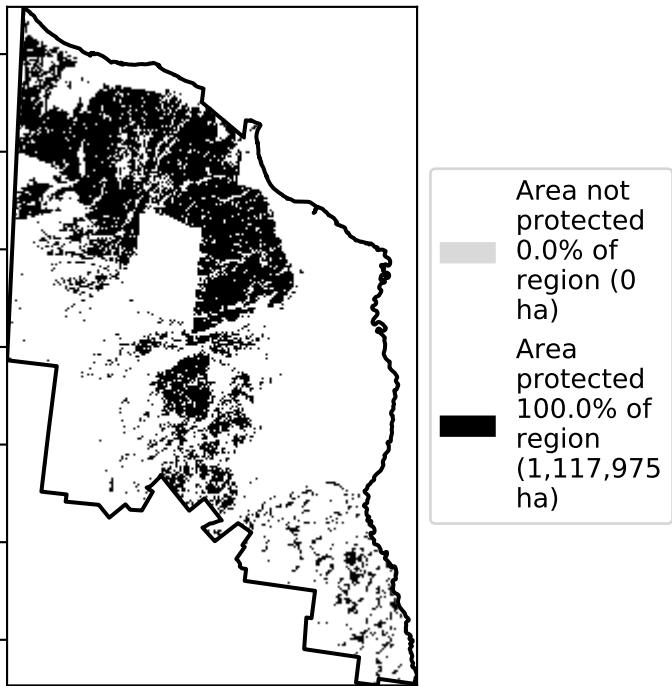 Area not
protected
0.0% of
region (0
ha)
Area
protected
100.0% of
region
(1,117,975
ha)